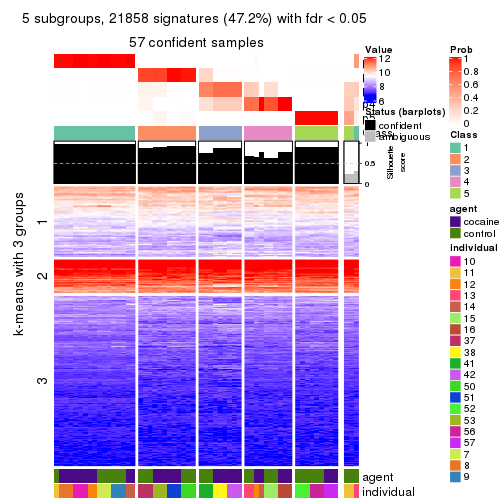 5 subgroups, 21858 signatures (47.2%) with fdr < 0.05
57 confident samples
k-means with 3 groups
1
2
3
1
0.5
0
Silhouette
score
agent
individual
Value
12
10
8
6
Status (barplots)
confident
ambiguous
Prob
1
0.8
0.6
0.4
0.2
0
Class
1
2
3
4
5
agent
cocaine
control
individual
10
11
12
13
14
15
16
37
38
41
42
50
51
52
53
56
57
7
8
9